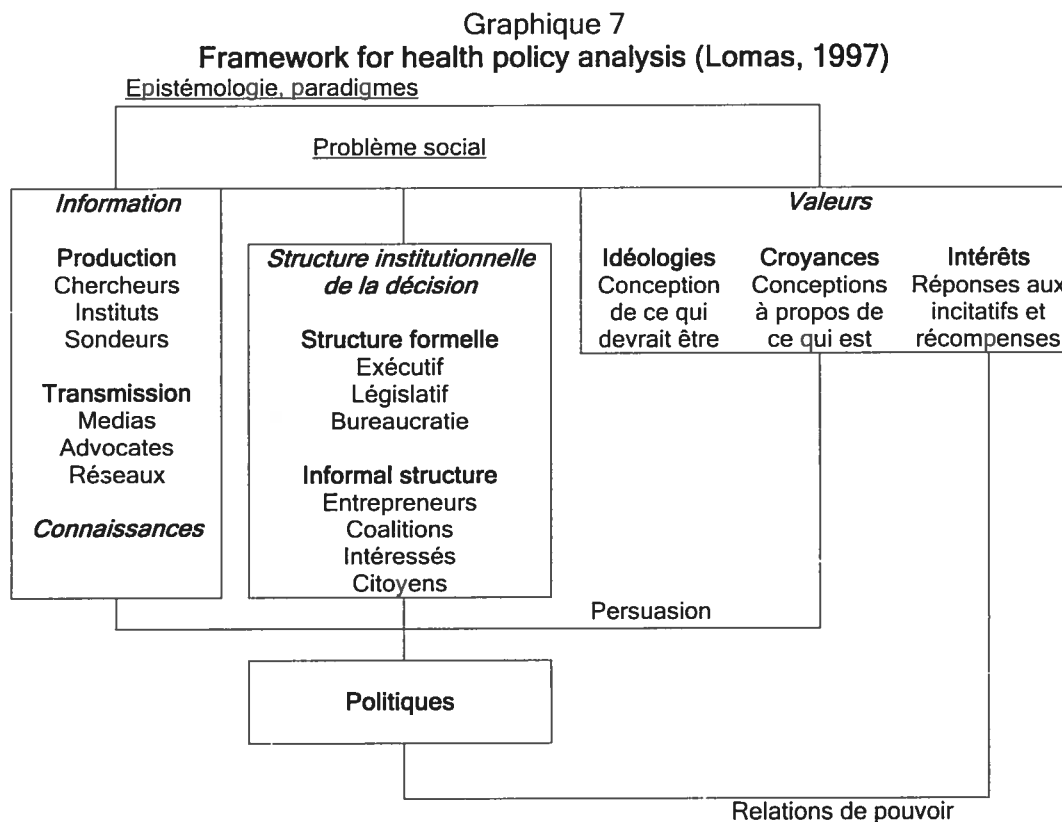 Graphique 7
Framework for health policy analysis (Lomas, 1997)
Epistémologie, paradigmes
Problème social
Information
Production
Chercheurs
Instituts
Sondeurs
Transmission
Medias
Advocates
Réseaux
Connaissances
Structure institutionnelle
de la décision
Structure formelle
Exécutif
Législatif
Bureaucratie
Informal structure
Entrepreneurs
Coalitions
Intéressés
Citoyens
Valeurs
Idéologies
Conception
de ce qui
devrait être
Croyances
Conceptions
à propos de
ce qui est
Intérêts
Réponses aux
incitatifs et
récompenses
Persuasion
Politiques
Relations de pouvoir